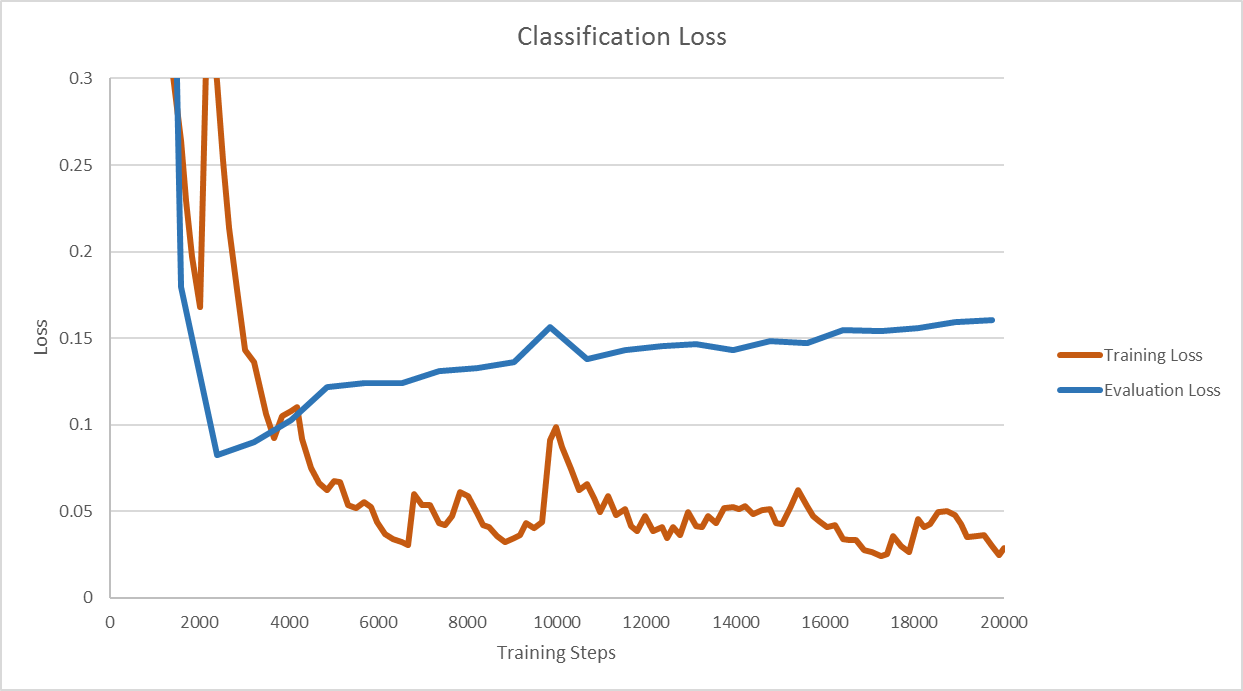 Classification Loss
0.3
0.25
0.2
0.15
0.1
0.05
0
Loss
0 2000 4000 6000 8000 10000 12000 14000 16000 18000 20000
Training Steps
Training Loss
Evaluation Loss